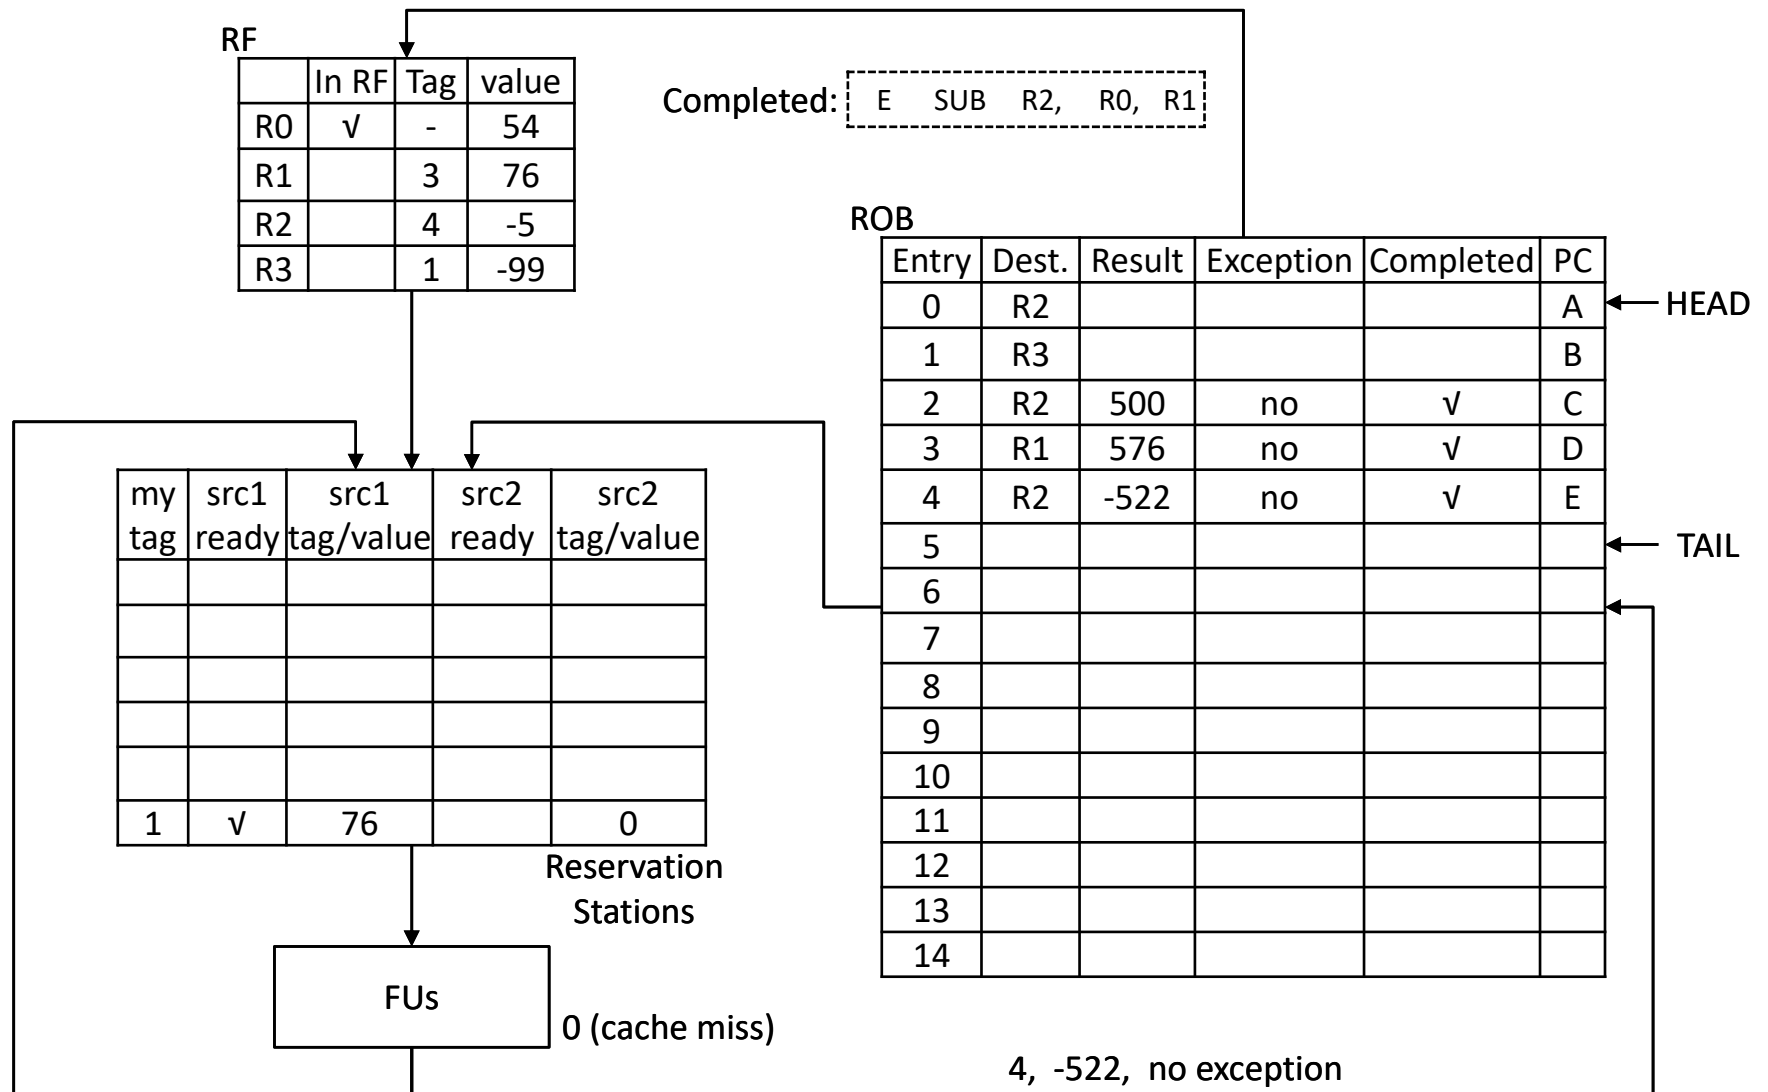 RF
In RF Tag value
R0 √ - 54
R1 3 76
R2 4 -5
R3 1 -99
Completed: E SUB R2, R0, R1
ROB
Entry Dest. Result Exception Completed PC
0 R2 A
HEAD
1 R3 B
2 R2 500 no √ C
3 R1 576 no √ D
4 R2 -522 no √ E
5
TAIL
6
7
8
9
10
11
12
13
14
my src1 src1 src2 src2
tag ready tag/value ready tag/value
1 √ 76 0
Reservation
Stations
FUs
0 (cache miss)
4, -522, no exception